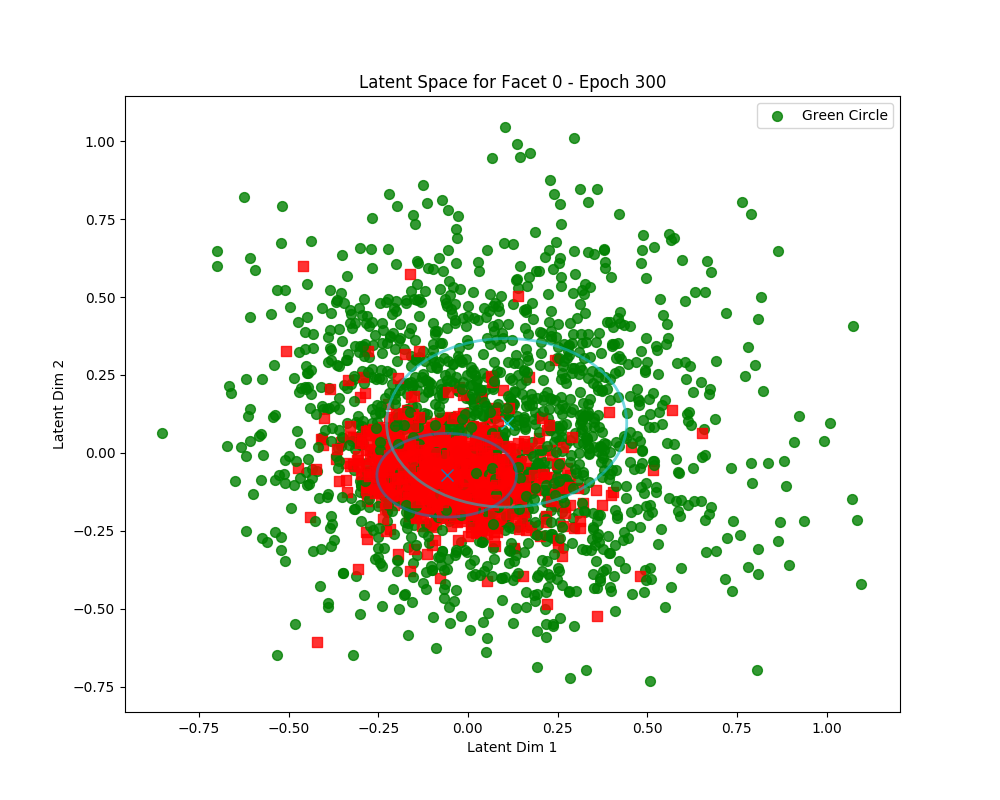 Latent Space for Facet 0 - Epoch 300
Green Circle
1.00
0.75
0.50
0.25
0.00
−0.25
−0.50
−0.75
Latent Dim 2
−0.75 −0.50 −0.25 0.00 0.25 0.50 0.75 1.00
Latent Dim 1